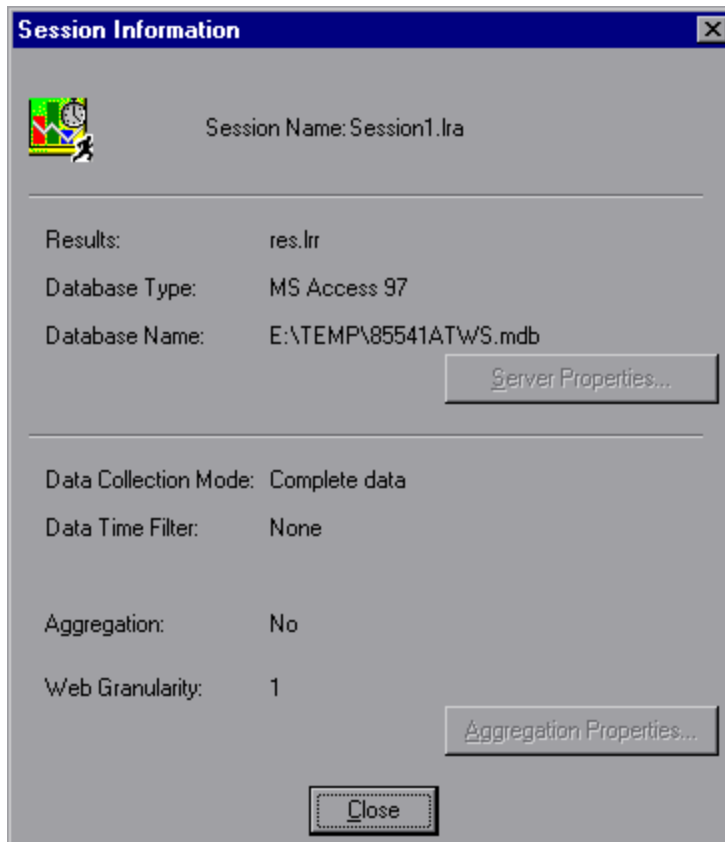 Session Information
Session Name: Session1.lra
Results: res.lrr
Database Type: MS Access 97
Database Name: E:\TEMP\85541ATWS.mdb
Server Properties...
Data Collection Mode: Complete data
Data Time Filter: None
Aggregation: No
Web Granularity: 1
Aggregation Properties...
Close